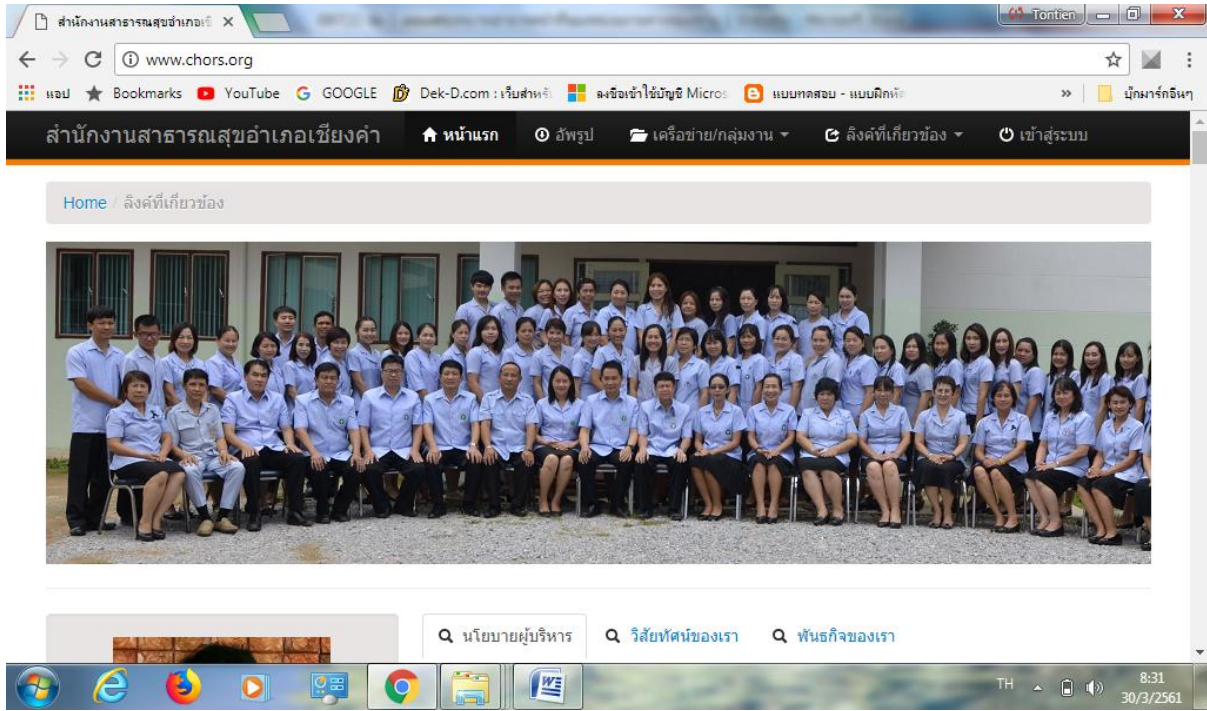 สำนักงานสาธารณสุขอำเภอเชี
Tontien
www.chors.org
แอป Bookmarks YouTube GOOGLE Dek-D.com : เว็บสำหรั ลงชื่อเข้าใช้บัญชี Micros แบบทดสอบ - แบบฝึกหั » บุ๊กมาร์กอื่นๆ
สำนักงานสาธารณสุขอำเภอเชียงคำ หน้าแรก อัพรูป เครือข่าย/กลุ่มงาน ลิงค์ที่เกี่ยวข้อง เข้าสู่ระบบ
Home / ลิงค์ที่เกี่ยวข้อง
นโยบายผู้บริหาร วิสัยทัศน์ของเรา พันธกิจของเรา
TH 8:31
30/3/2561